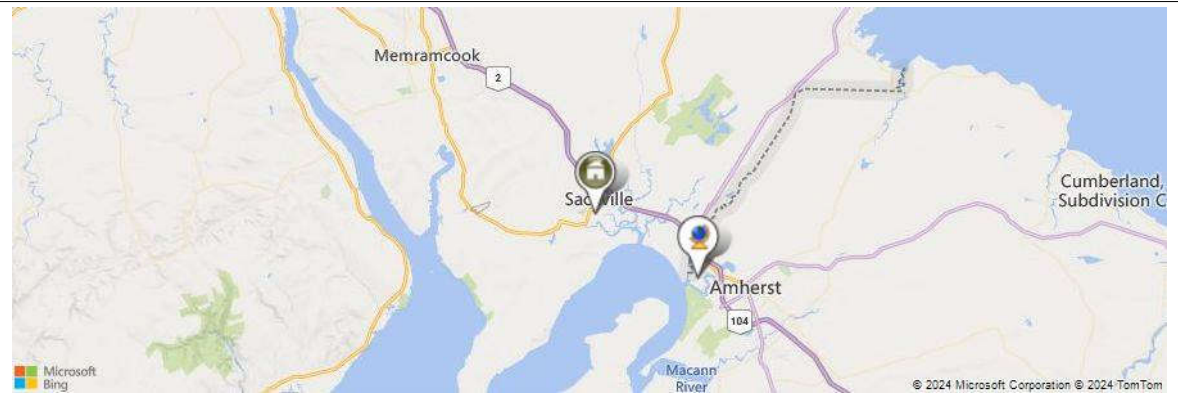 Memramcook
2
Sackville
Cumberland,
Subdivision C
Amherst
104
Macann
River
Microsoft
Bing
© 2024 Microsoft Corporation © 2024 TomTom